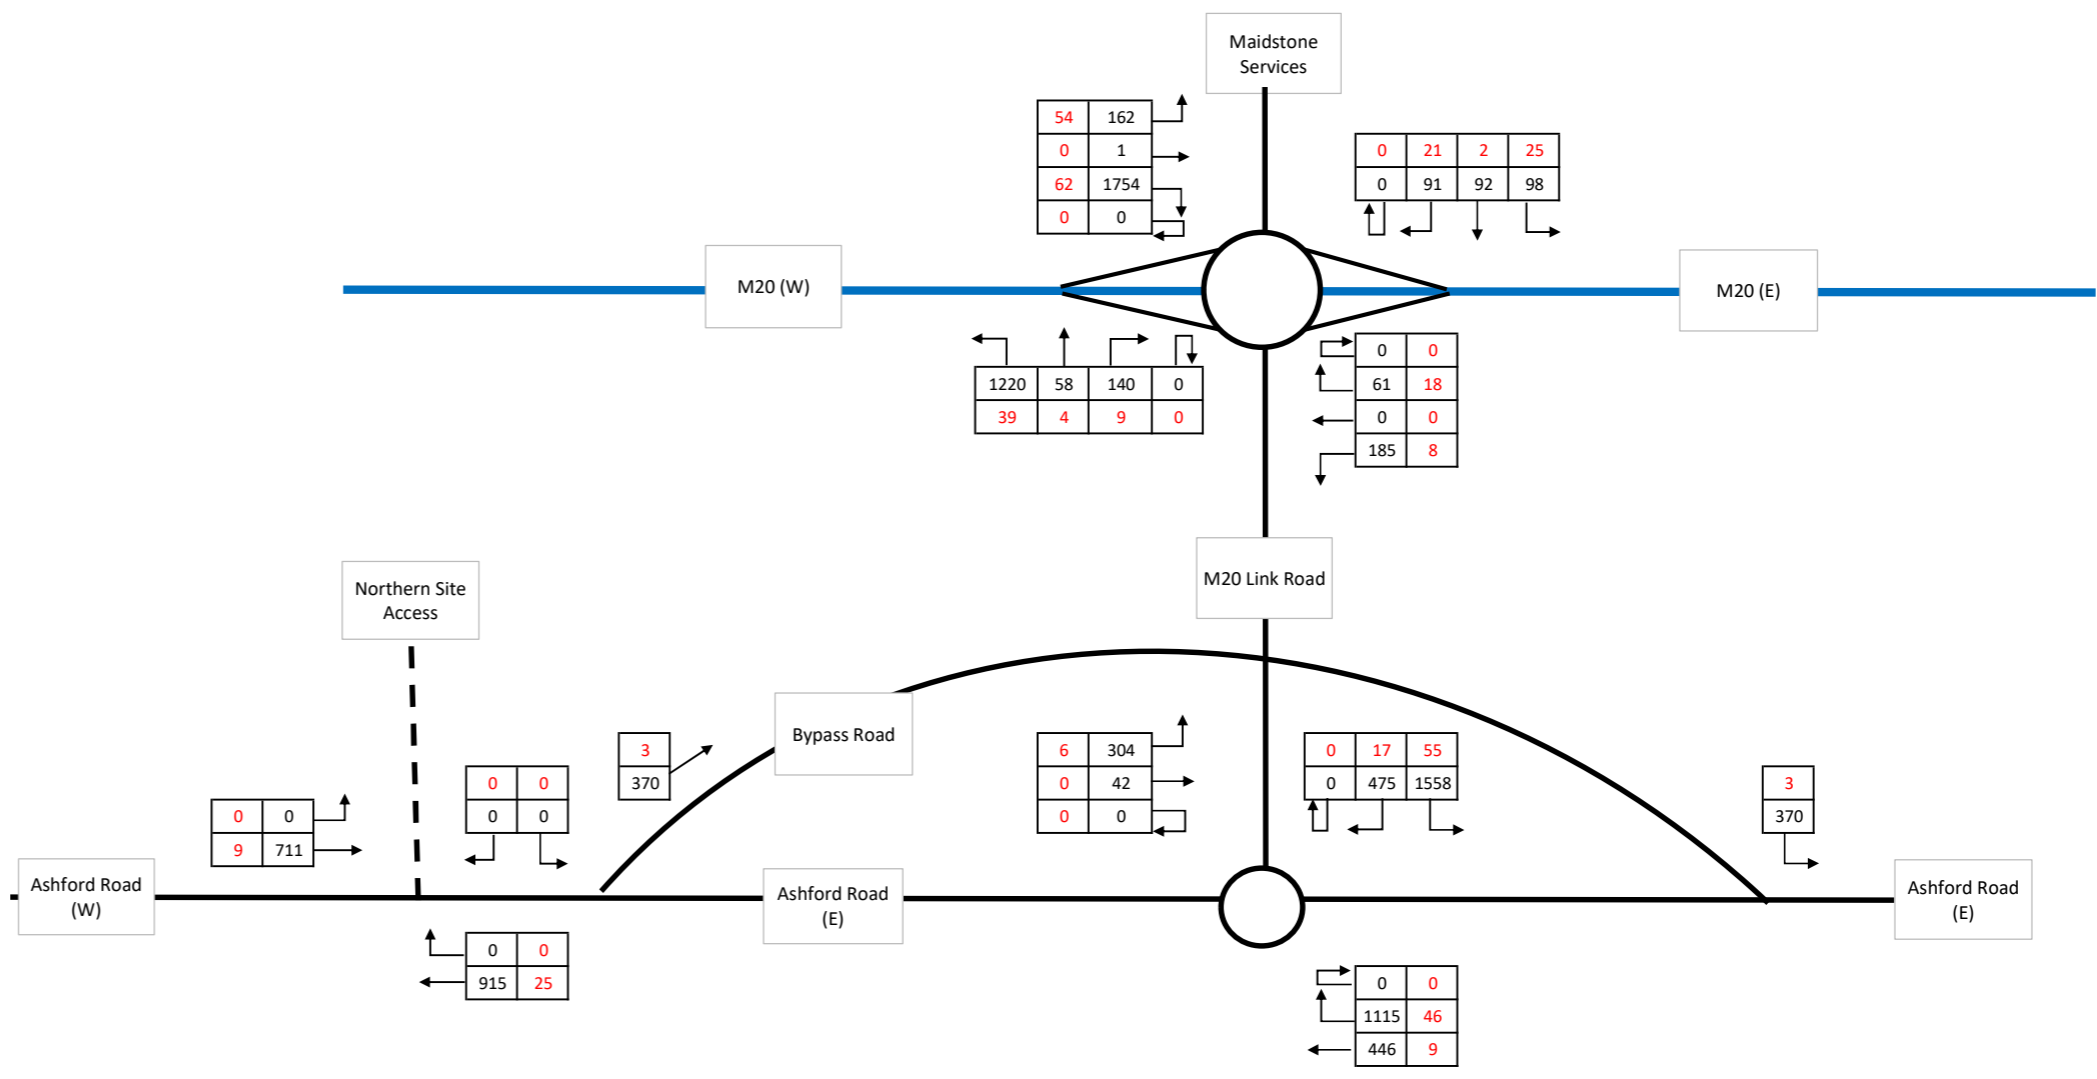 Maidstone
Services
54 162
0 1
62 1754
0 0
0 21 2 25
0 91 92 98
M20 (W)
M20 (E)
1220 58 140 0
39 4 9 0
0 0
61 18
0 0
185 8
M20 Link Road
Northern Site
Access
Bypass Road
0 0
9 711
0 0
0 0
3
370
6 304
0 42
0 0
0 17 55
0 475 1558
3
370
Ashford Road
(W)
Ashford Road
(E)
Ashford Road
(E)
0 0
915 25
0 0
1115 46
446 9